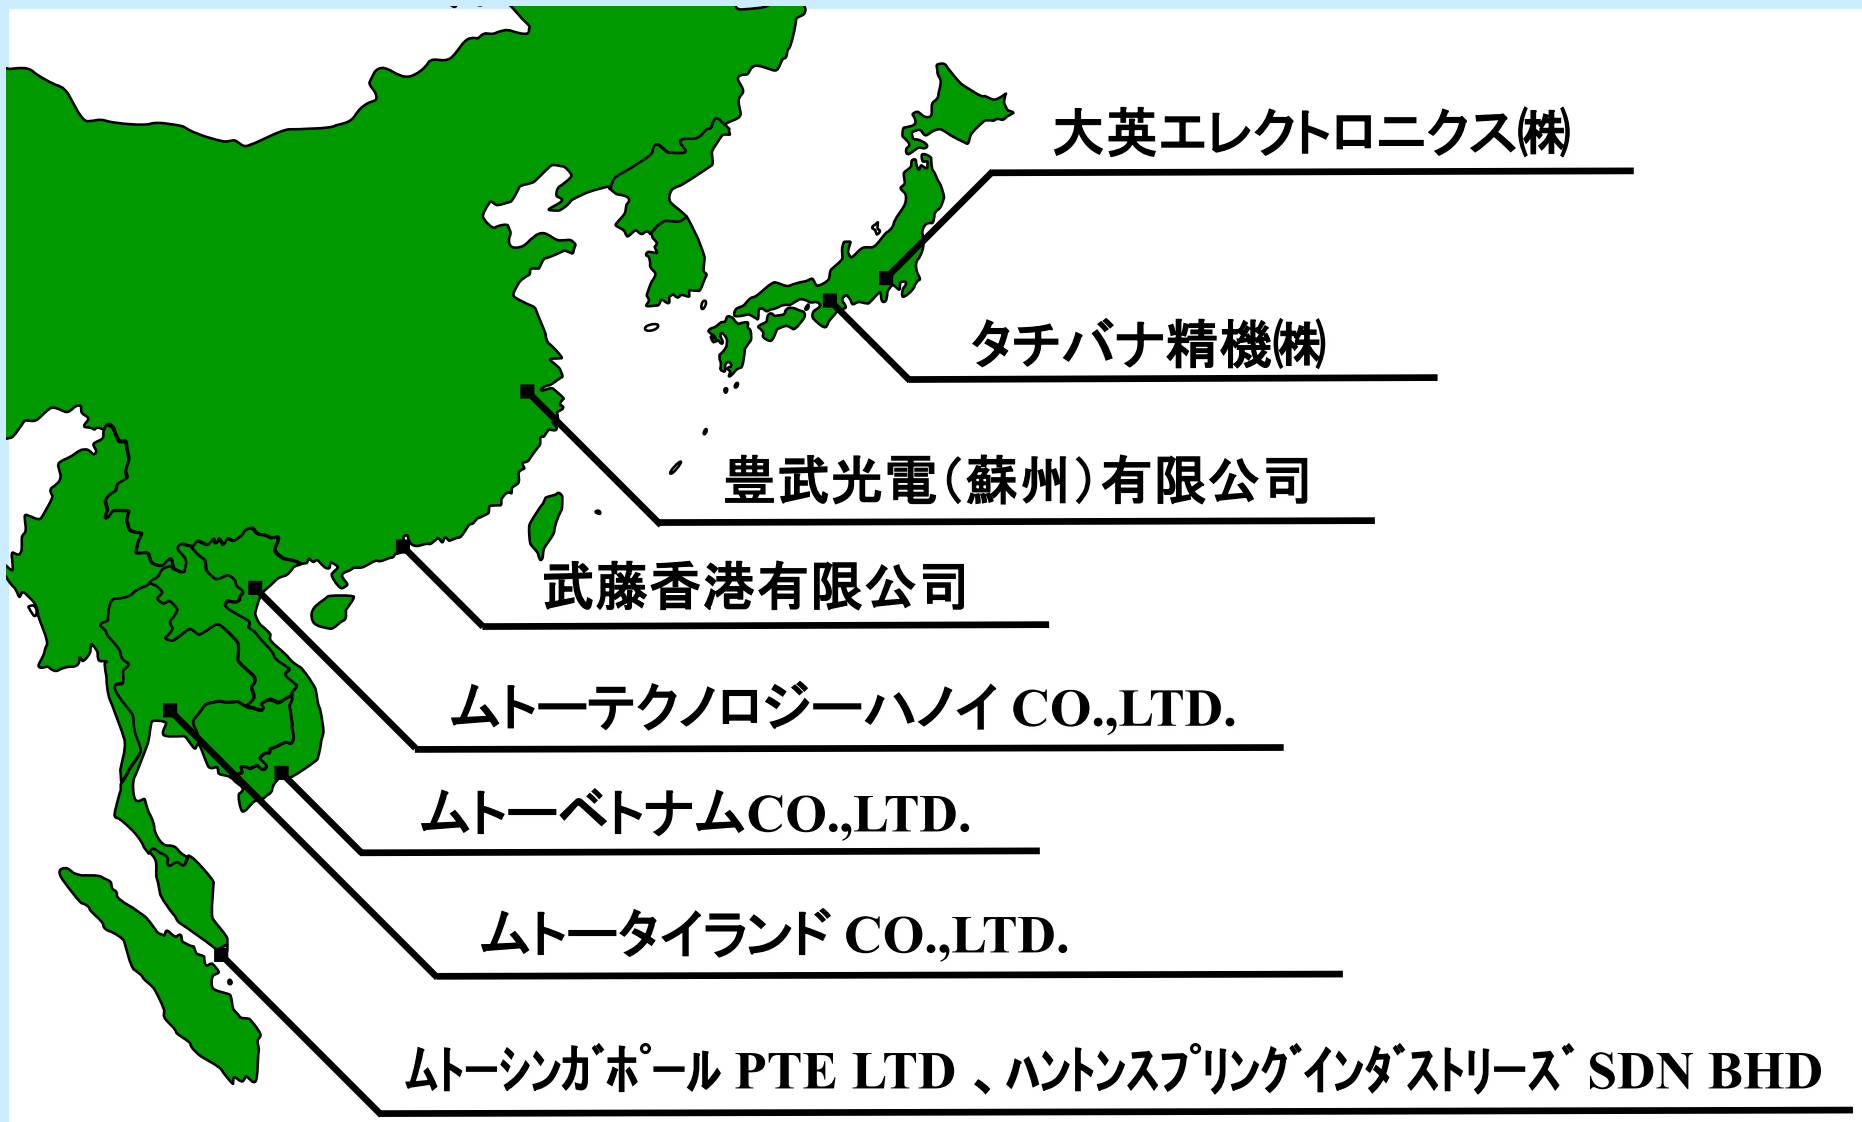 大英エレクトロニクス㈱
タチバナ精機㈱
豊武光電(蘇州)有限公司
武藤香港有限公司
ムトーテクノロジーハノイ CO.,LTD.
ムトーベトナムCO.,LTD.
ムトータイランド CO.,LTD.
ムトーシンガポール PTE LTD 、ハントンスプリングインダストリーズ SDN BHD